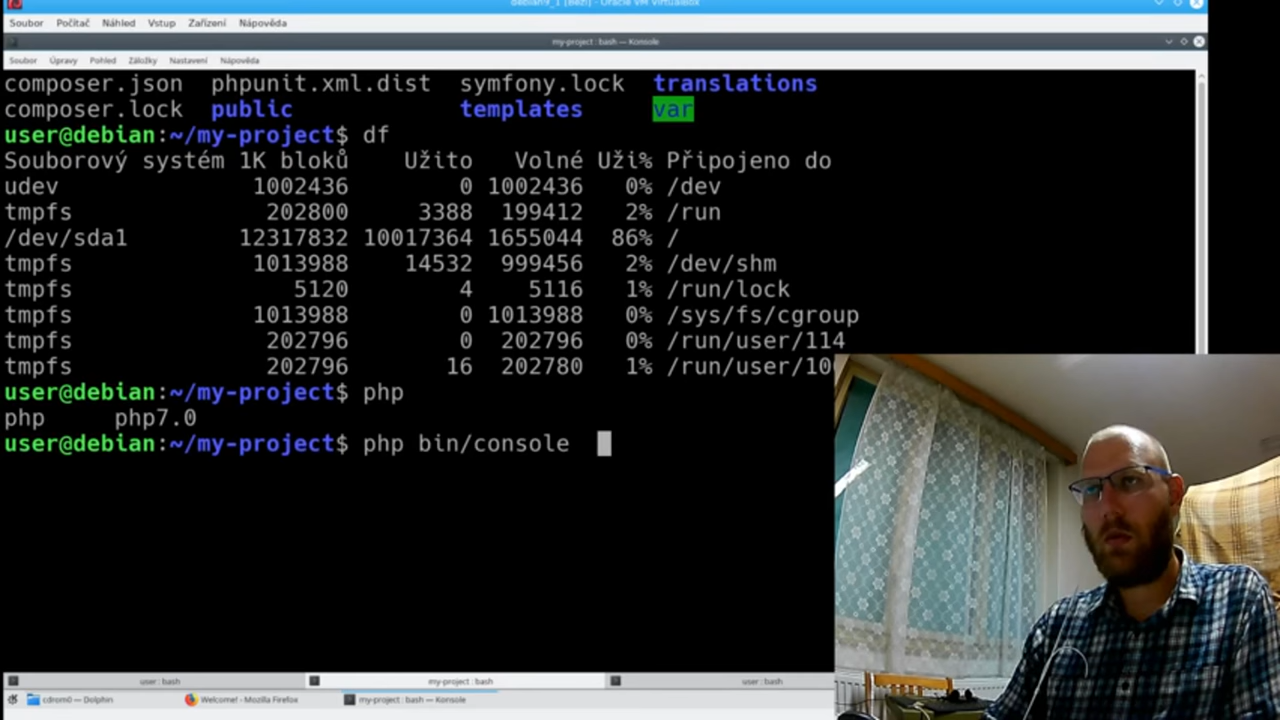 debian9_1 [Běží] - Oracle VM VirtualBox
Soubor Počítač Náhled Vstup Zařízení Nápověda
my-project : bash — Konsole
Soubor Úpravy Pohled Záložky Nastavení Nápověda
composer.json phpunit.xml.dist symfony.lock translations
composer.lock public templates var
user@debian:~/my-project$ df
Souborový systém 1K bloků Užito Volné Uži% Připojeno do
udev 1002436 0 1002436 0% /dev
tmpfs 202800 3388 199412 2% /run
/dev/sda1 12317832 10017364 1655044 86% /
tmpfs 1013988 14532 999456 2% /dev/shm
tmpfs 5120 4 5116 1% /run/lock
tmpfs 1013988 0 1013988 0% /sys/fs/cgroup
tmpfs 202796 0 202796 0% /run/user/114
tmpfs 202796 16 202780 1% /run/user/10
user@debian:~/my-project$ php
php php7.0
user@debian:~/my-project$ php bin/console
user : bash my-project : bash user : bash
cdrom0 — Dolphin Welcome! - Mozilla Firefox my-project : bash — Konsole